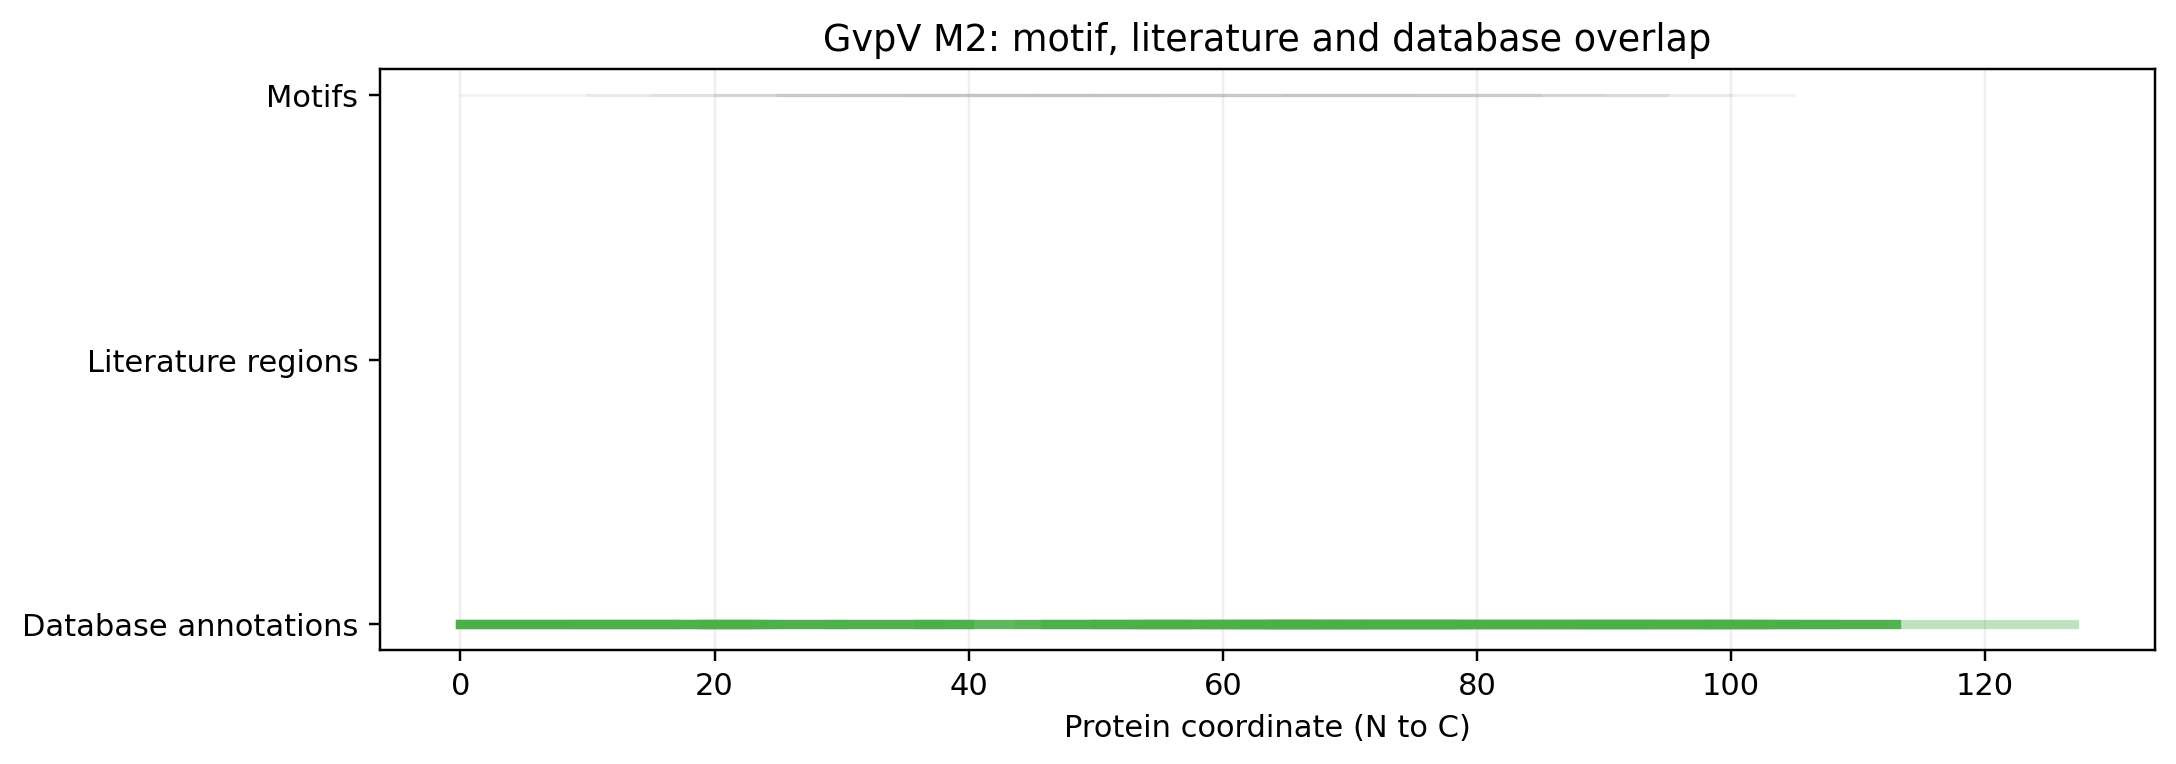 GvpV M2: motif, literature and database overlap
Motifs
Literature regions
Database annotations
0 20 40 60 80 100 120
Protein coordinate (N to C)